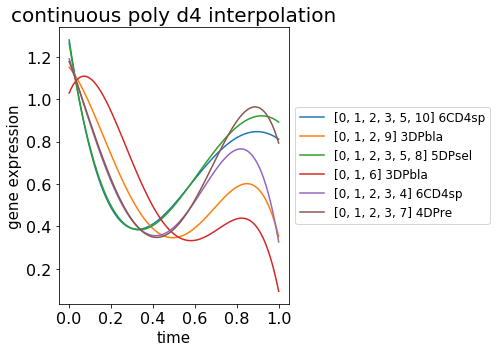 continuous poly d4 interpolation
gene expression
1.2
1.0
0.8
0.6
0.4
0.2
0.0 0.2 0.4 0.6 0.8 1.0
time
[0, 1, 2, 3, 5, 10] 6CD4sp
[0, 1, 2, 9] 3DPbla
[0, 1, 2, 3, 5, 8] 5DPsel
[0, 1, 6] 3DPbla
[0, 1, 2, 3, 4] 6CD4sp
[0, 1, 2, 3, 7] 4DPre